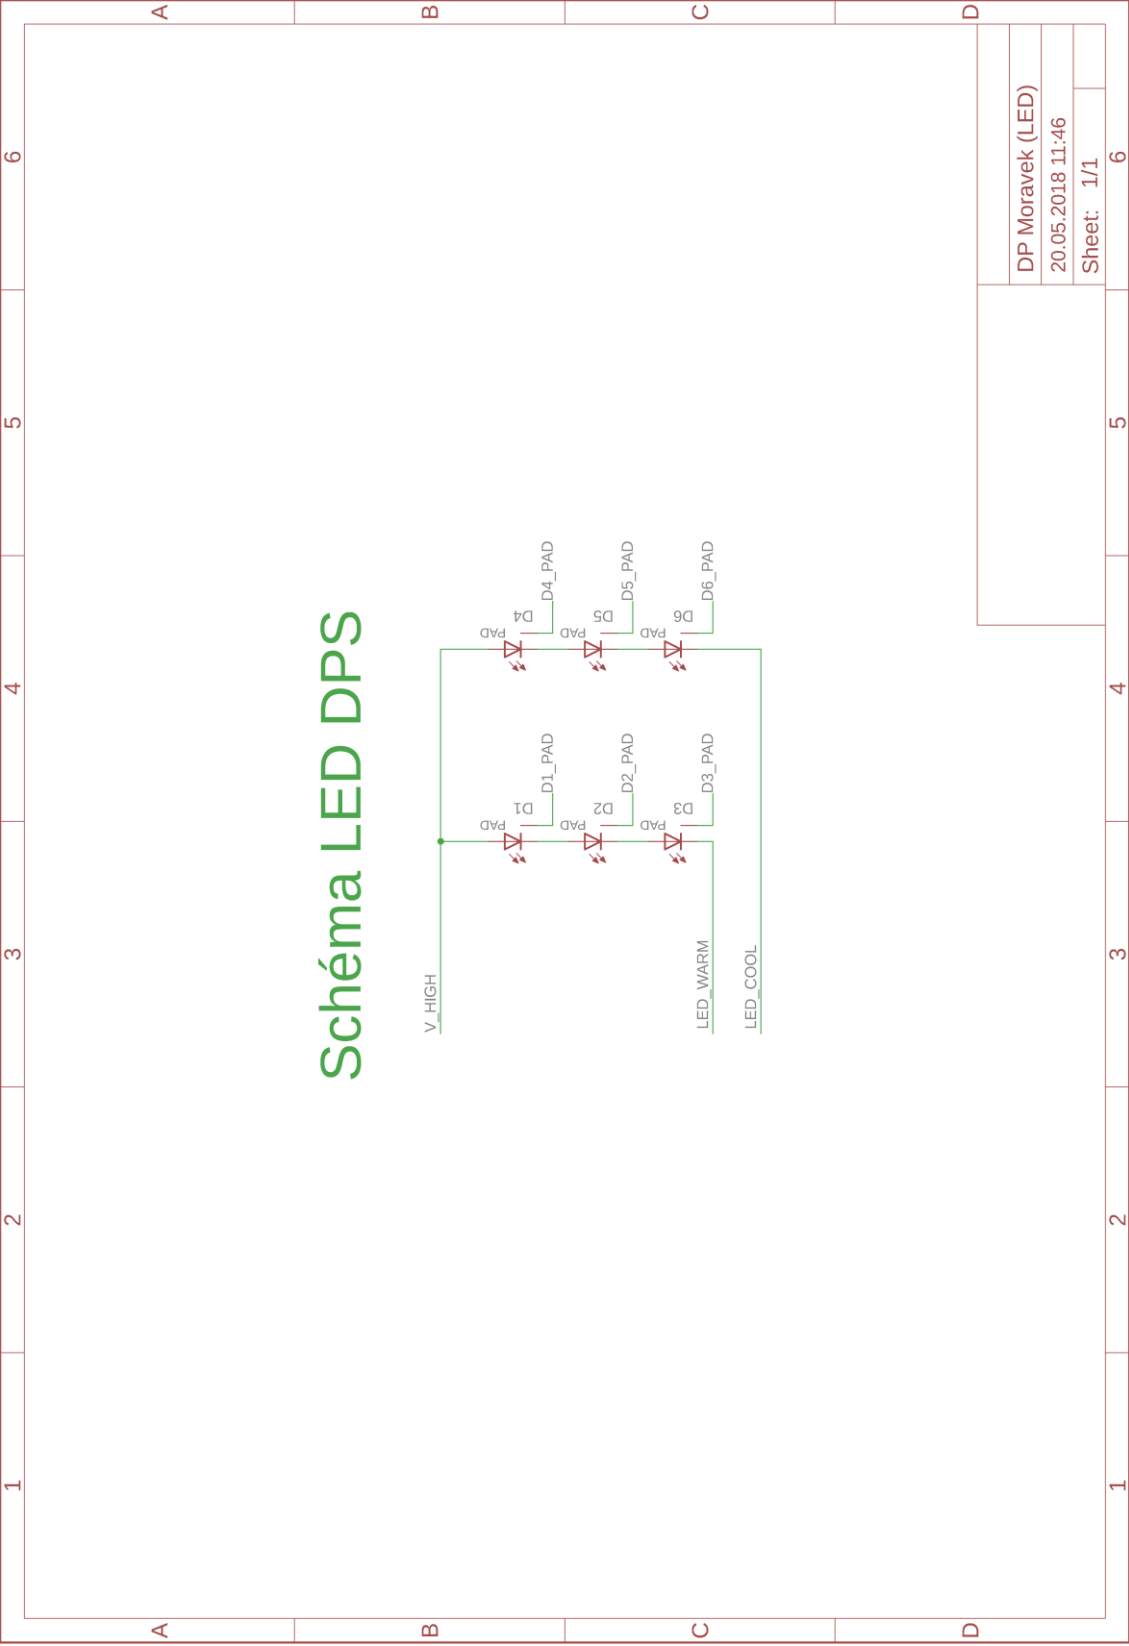 1 2 3 4 5 6
A A
B B
C C
D D
1 2 3 4 5 6
Schéma LED DPS
V_HIGH
PAD PAD
D1 D4
D1_PAD D4_PAD
PAD PAD
D2 D5
D2_PAD D5_PAD
PAD PAD
D3 D6
D3_PAD D6_PAD
LED_WARM
LED_COOL
DP Moravek (LED)
20.05.2018 11:46
Sheet: 1/1